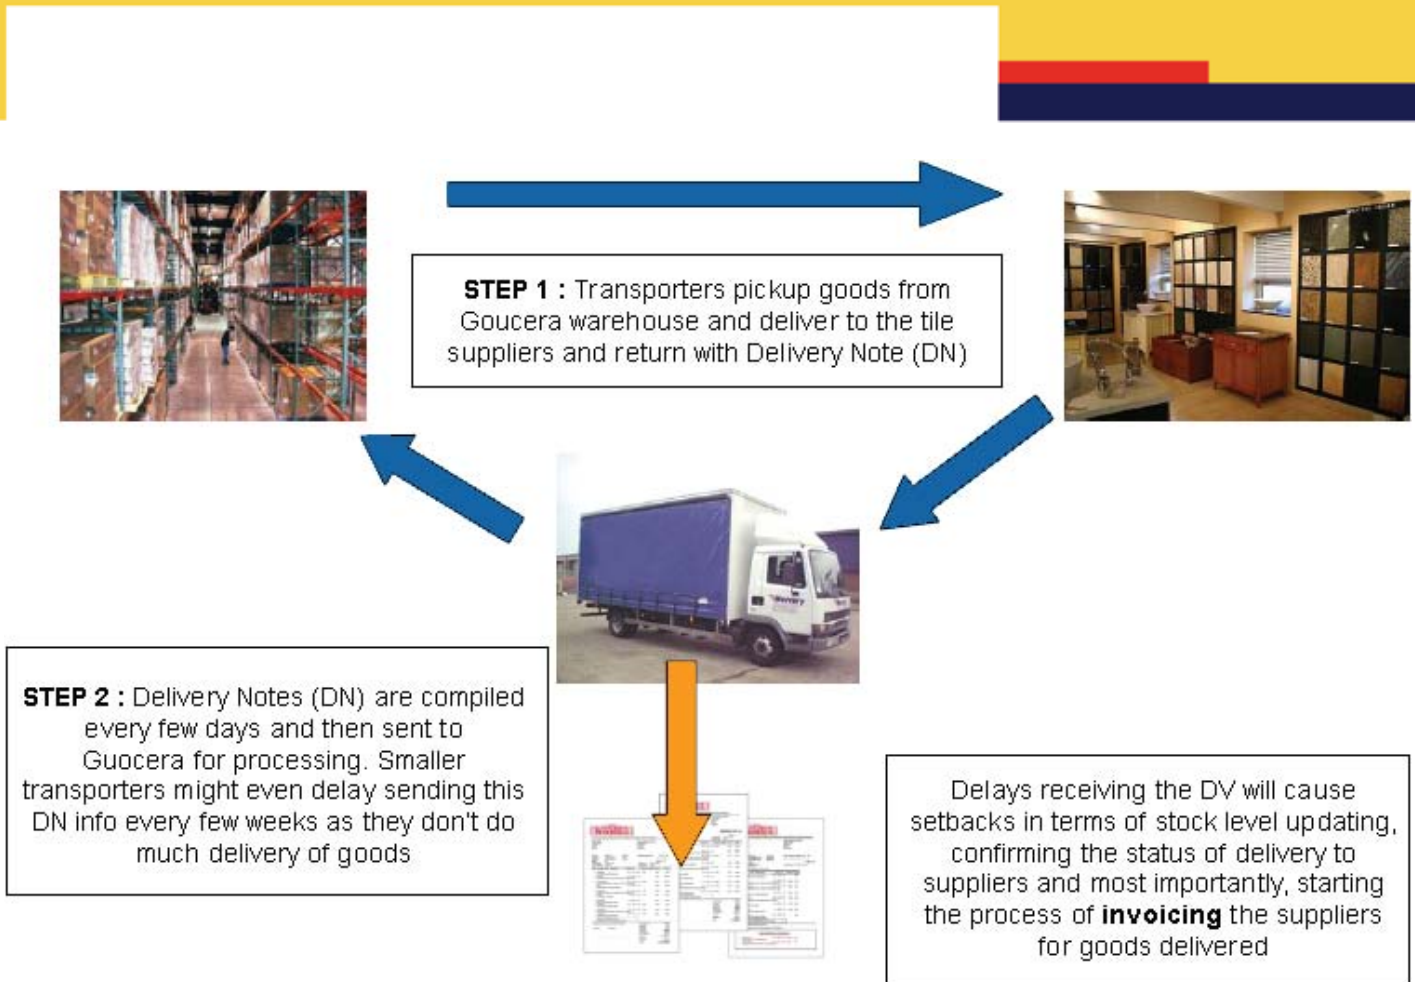 STEP 1 : Transporters pickup goods from
Goucera warehouse and deliver to the tile
suppliers and return with Delivery Note (DN)
STEP 2 : Delivery Notes (DN) are compiled
every few days and then sent to
Guocera for processing. Smaller
transporters might even delay sending this
DN info every few weeks as they don't do
much delivery of goods
Delays receiving the DV will cause
setbacks in terms of stock level updating,
confirming the status of delivery to
suppliers and most importantly, starting
the process of invoicing the suppliers
for goods delivered